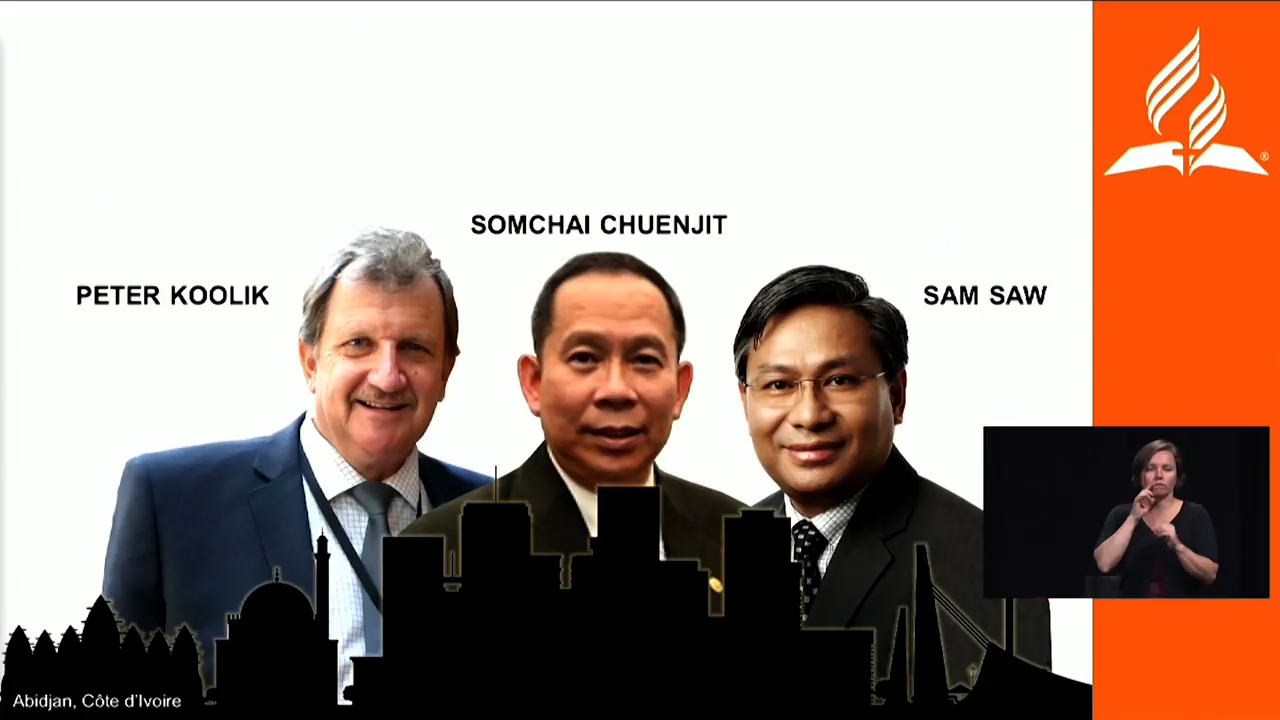 SOMCHAI CHUENJIT
PETER KOOLIK
SAM SAW
Abidjan, Côte d'Ivoire
®